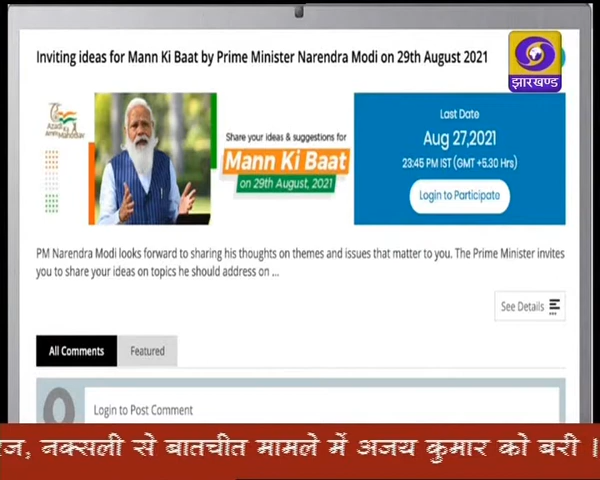 Inviting ideas for Mann Ki Baat by Prime Minister Narendra Modi on 29th August 2021
झारखण्ड
Azadi
Ka
Amrit Mahotsav
Share your ideas & suggestions for
Mann Ki Baat
on 29th August, 2021
Last Date
Aug 27,2021
23:45 PM IST (GMT +5.30 Hrs)
Login to Participate
PM Narendra Modi looks forward to sharing his thoughts on themes and issues that matter to you. The Prime Minister invites
you to share your ideas on topics he should address on ...
See Details
All Comments
Featured
Login to Post Comment
नक्सली से बातचीत मामले में अजय कुमार को बरी ।